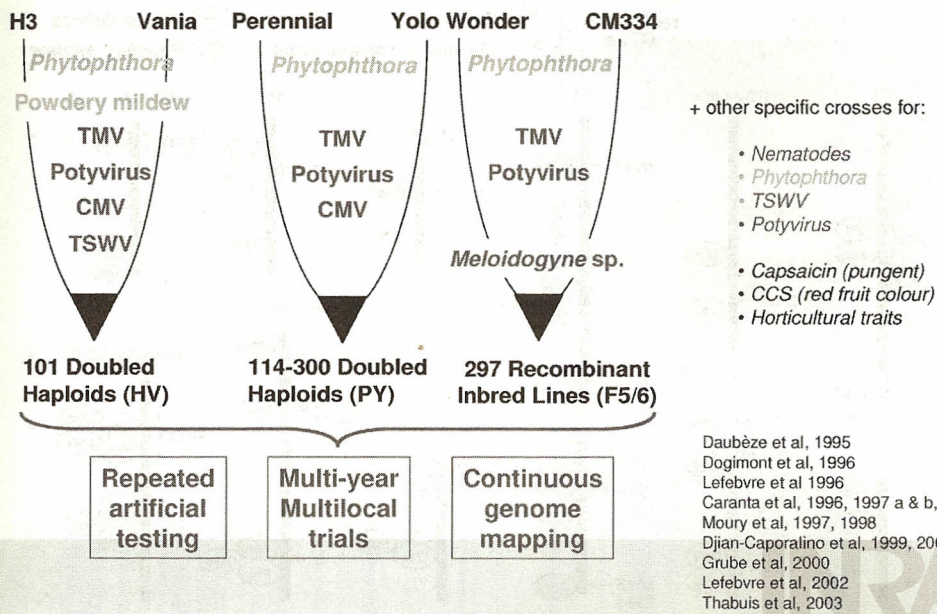 H3 Vania Perennial Yolo Wonder CM334
Phytophthora Phytophthora Phytophthora
Powdery mildew
TMV TMV TMV
Potyvirus Potyvirus Potyvirus
CMV CMV
TSWV
Meloidogyne sp.
101 Doubled
Haploids (HV)
114-300 Doubled
Haploids (PY)
297 Recombinant
Inbred Lines (F5/6)
Repeated
artificial
testing
Multi-year
Multilocal
trials
Continuous
genome
mapping
+ other specific crosses for:
• Nematodes
• Phytophthora
• TSWV
• Potyvirus
• Capsaicin (pungent)
• CCS (red fruit colour)
• Horticultural traits
Daubèze et al, 1995
Dogimont et al, 1996
Lefebvre et al 1996
Caranta et al, 1996, 1997 a & b,
Moury et al, 1997, 1998
Djian-Caporalino et al, 1999,
Grube et al, 2000
Lefebvre et al, 2002
Thabuis et al, 2003